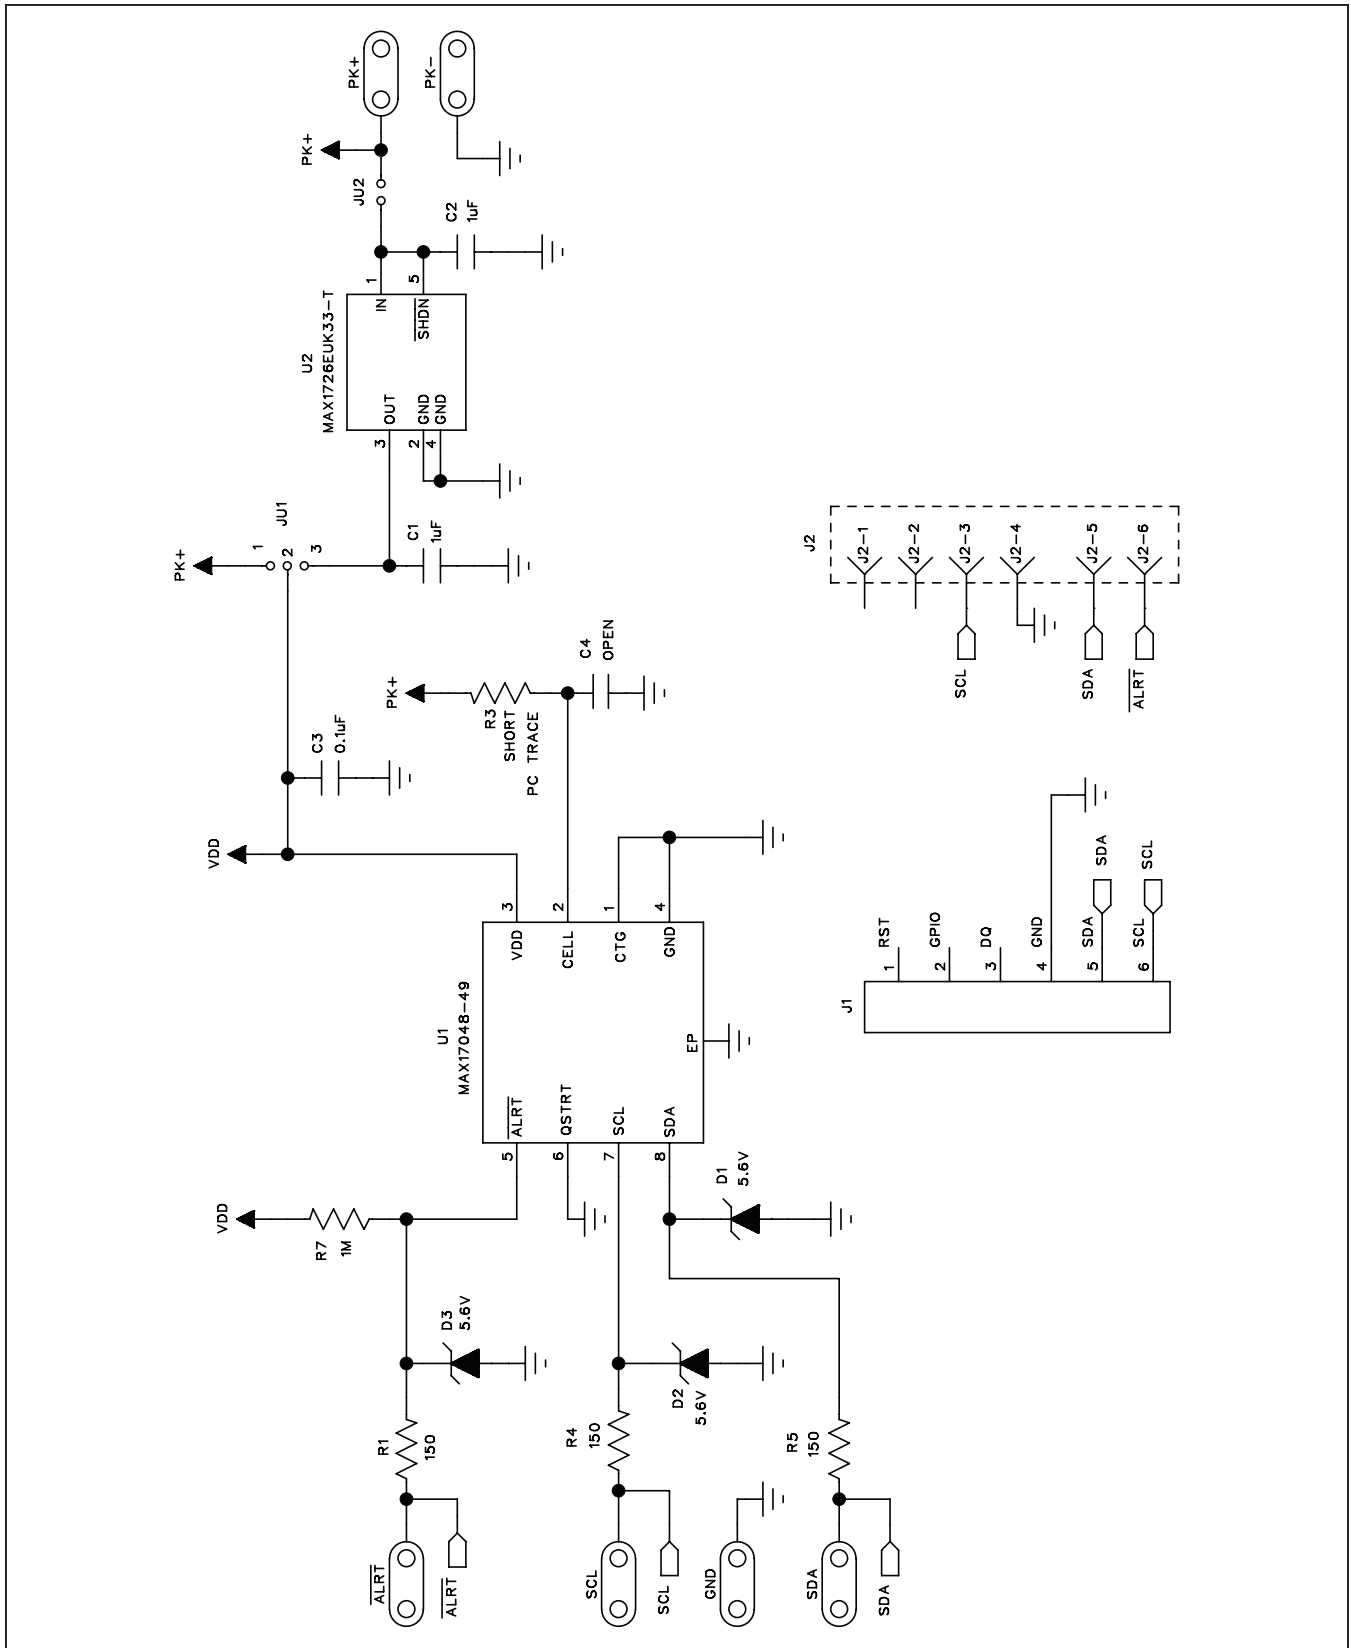 PK+
PK-
PK+
JU2
C2
1uF
1
5
IN
SHDN
U2
MAX1726EUK33-T
OUT
GND
GND
3
2
4
JU1
1
2
3
PK+
C1
1uF
PK+
R3
SHORT
PC TRACE
C4
OPEN
C3
0.1uF
VDD
3
2
1
4
VDD
CELL
CTG
GND
U1
MAX17048-49
EP
ALRT
QSTRT
SCL
SDA
5
6
7
8
VDD
R7
1M
D1
5.6V
D3
5.6V
D2
5.6V
R1
150
R4
150
R5
150
ALRT
ALRT
SCL
SCL
GND
SDA
SDA
J2
J2-1
J2-2
J2-3
J2-4
J2-5
J2-6
SCL
SDA
ALRT
J1
1
RST
2
GPIO
3
DQ
4
GND
5
SDA
SDA
6
SCL
SCL